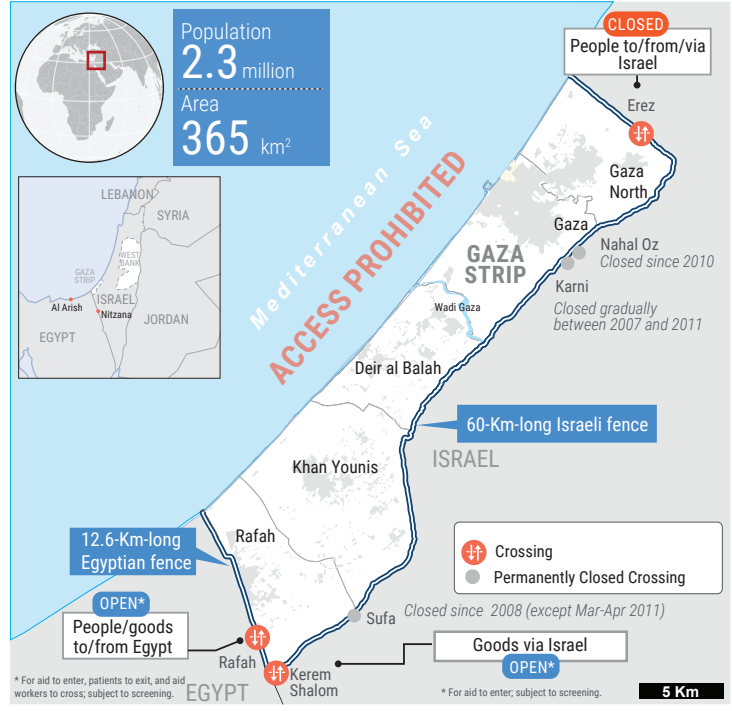 Population
2.3 million
Area
365 km²
CLOSED
People to/from/via
Israel
Erez
Gaza
North
Gaza
Nahal Oz
Closed since 2010
Karni
Closed gradually
between 2007 and 2011
Mediterranean Sea
ACCESS PROHIBITED
GAZA
STRIP
Wadi Gaza
LEBANON
SYRIA
WEST
BANK
GAZA
STRIP
ISRAEL
Al Arish
Nitzana
JORDAN
EGYPT
Deir al Balah
60-Km-long Israeli fence
ISRAEL
Khan Younis
12.6-Km-long
Egyptian fence
Rafah
Crossing
Permanently Closed Crossing
OPEN*
People/goods
to/from Egypt
Sufa
Closed since 2008 (except Mar-Apr 2011)
Goods via Israel
OPEN*
Rafah
Kerem
Shalom
* For aid to enter, patients to exit, and aid
workers to cross; subject to screening.
EGYPT
* For aid to enter; subject to screening.
5 Km